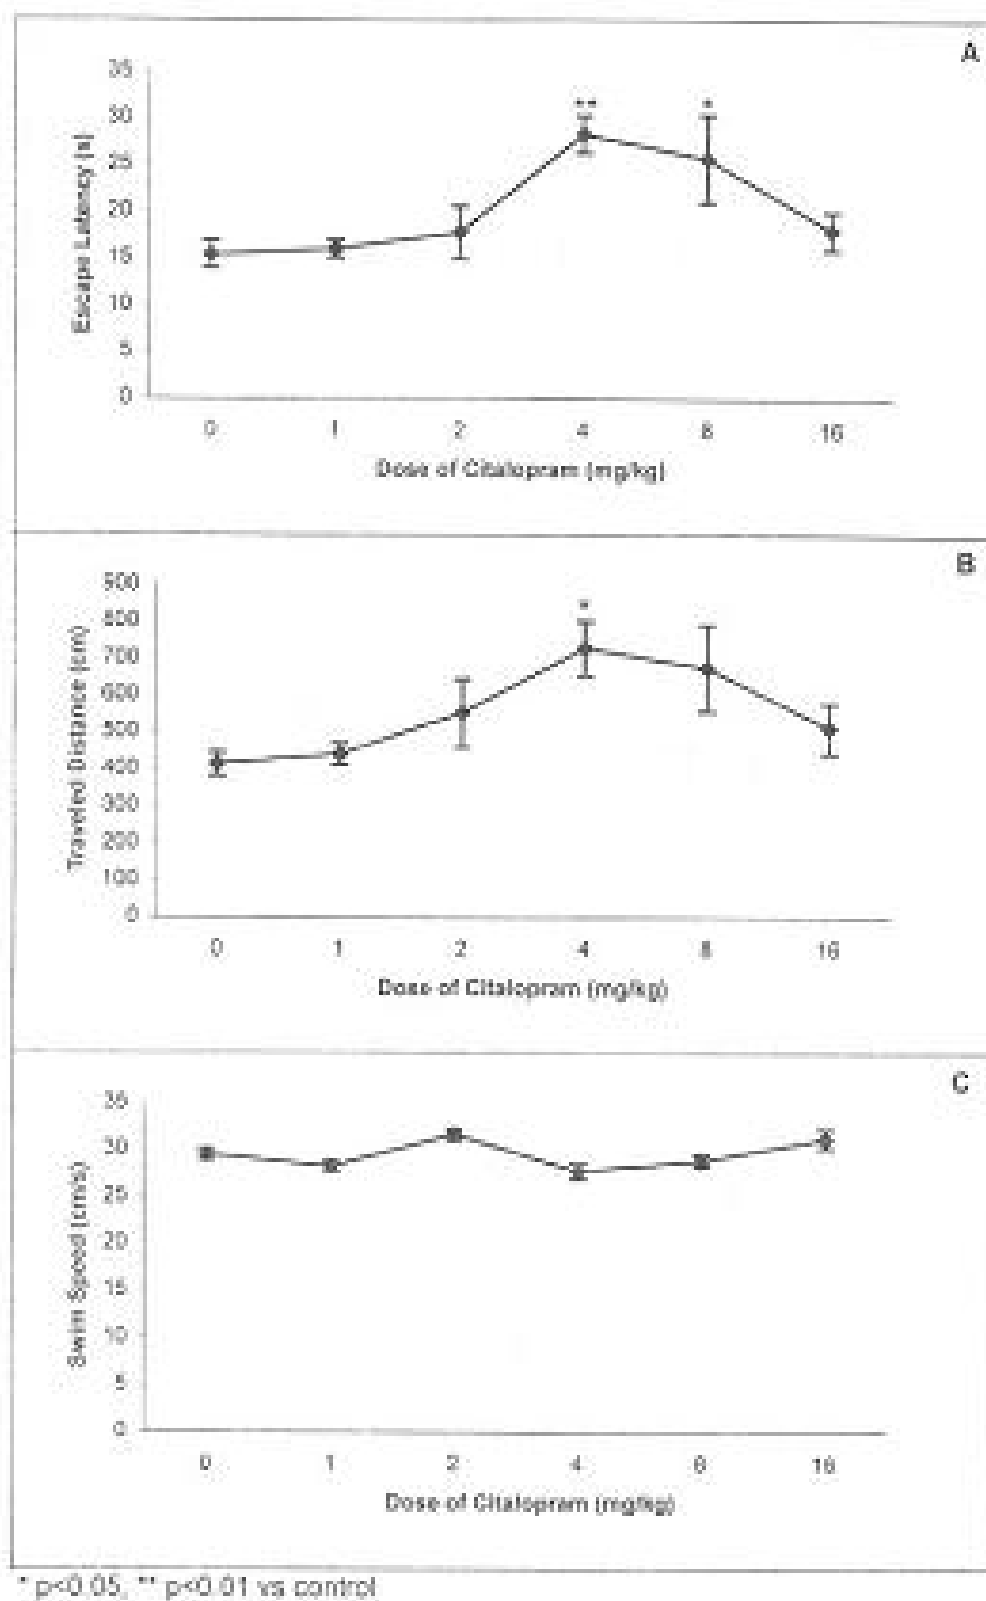 A
35
30
25
20
15
10
5
0
Escape Latency (s)
** *
0 1 2 4 8 16
Dose of Citalopram (mg/kg)
B
900
800
700
600
500
400
300
200
100
0
Traveled Distance (cm)
*
0 1 2 4 8 16
Dose of Citalopram (mg/kg)
C
35
30
25
20
15
10
5
0
Swim Speed (cm/s)
0 1 2 4 8 16
Dose of Citalopram (mg/kg)
* p<0.05, ** p<0.01 vs control